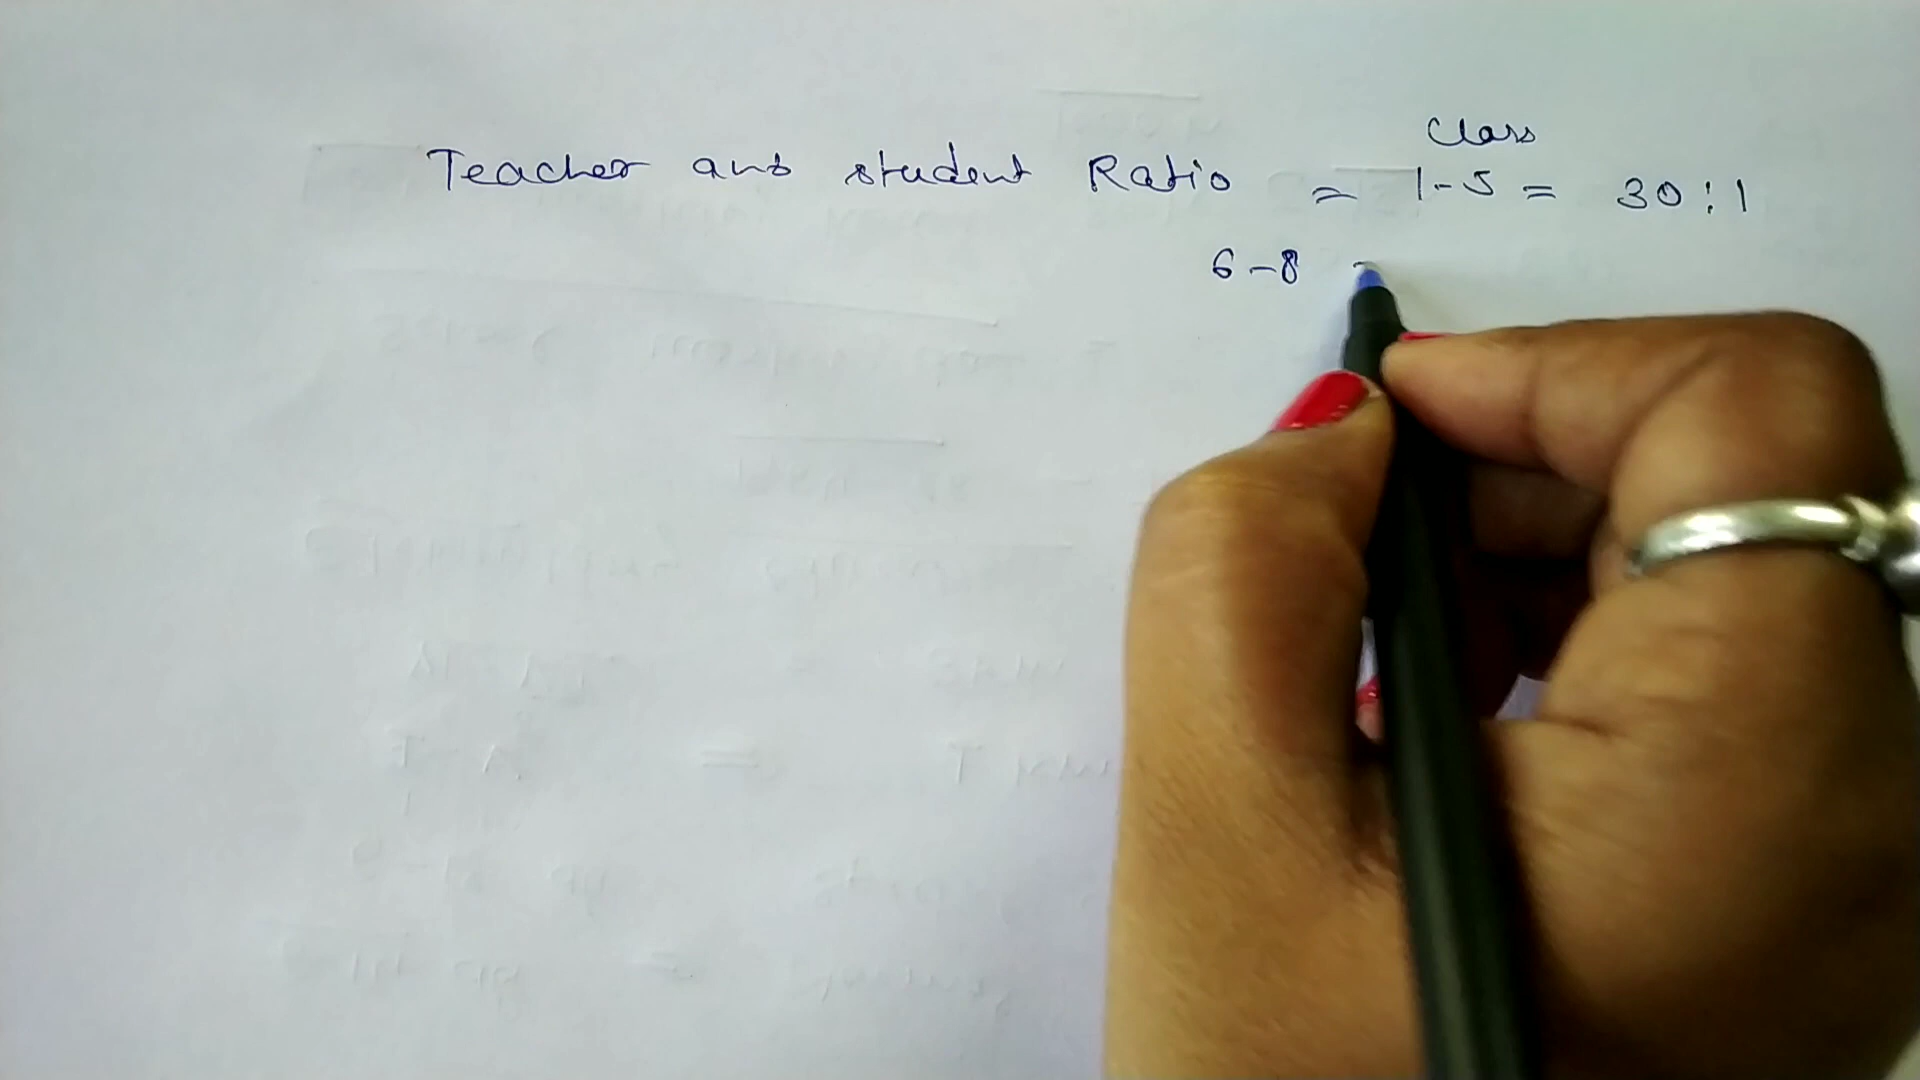 Class
Teacher and student Ratio = 1-5 = 30:1
6-8 =